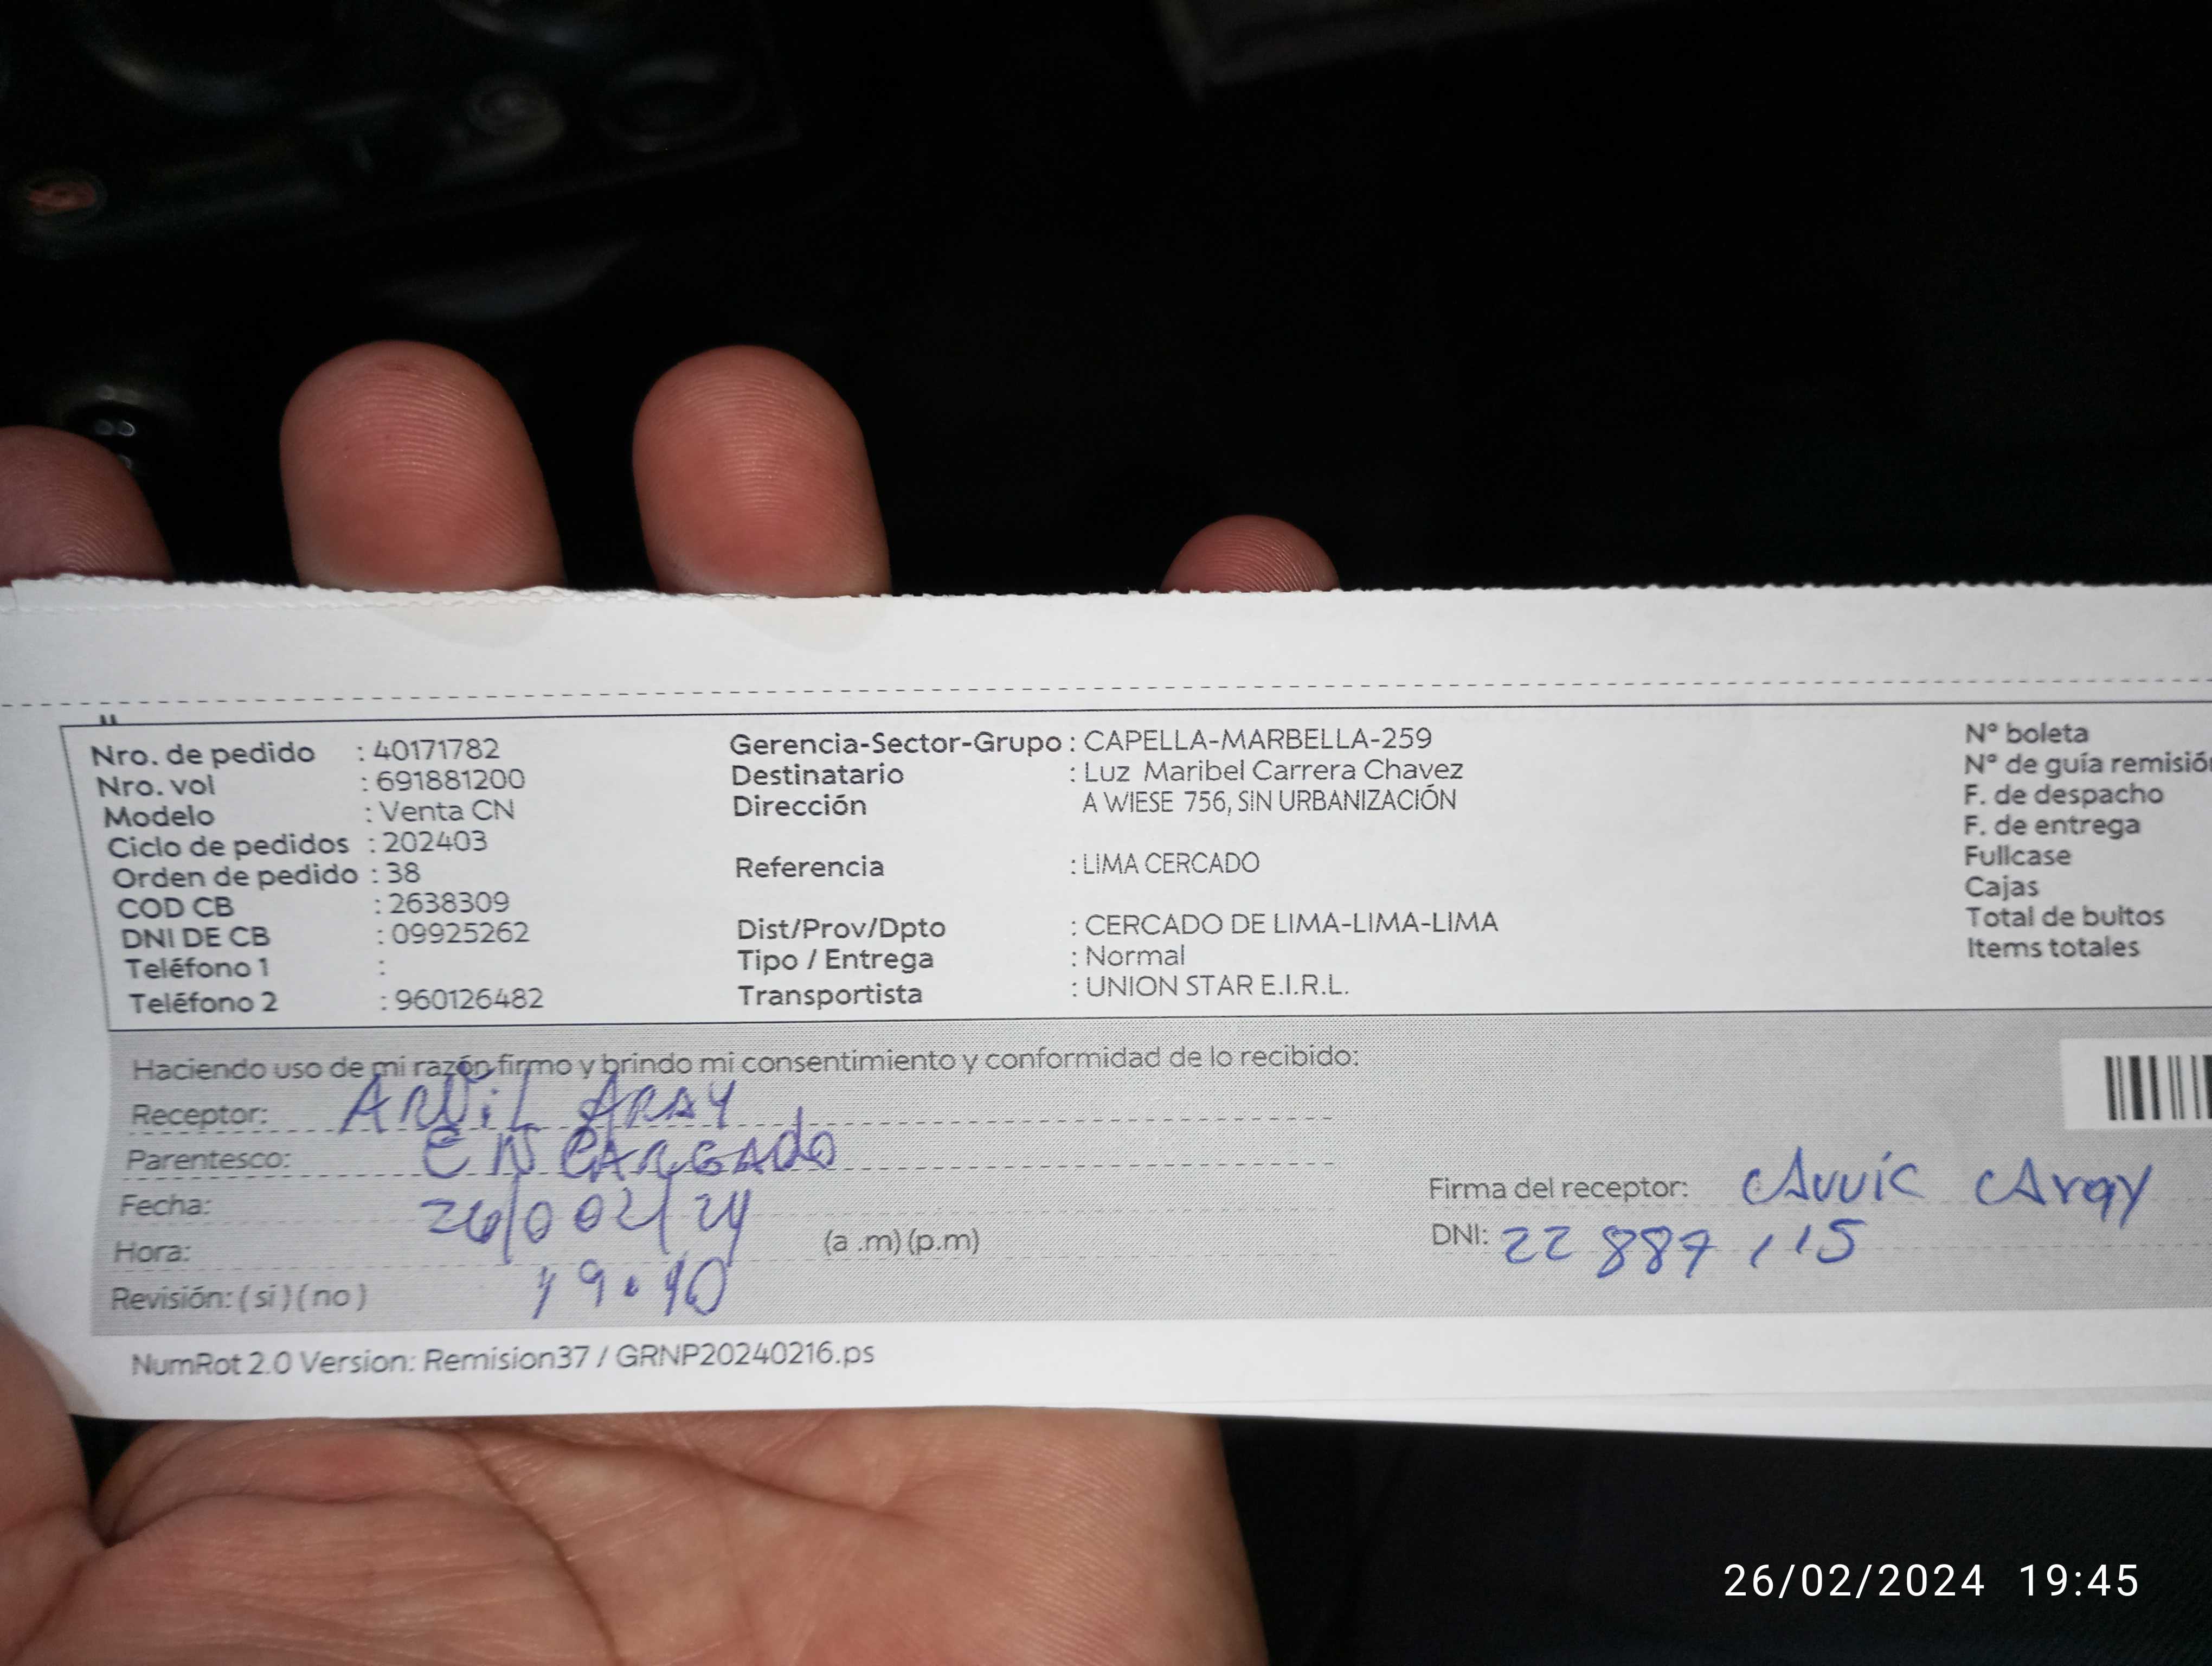 Nro. de pedido : 40171782
Nro. vol : 691881200
Modelo : Venta CN
Ciclo de pedidos : 202403
Orden de pedido : 38
COD CB : 2638309
DNI DE CB : 09925262
Teléfono 1 :
Teléfono 2 : 960126482
Gerencia-Sector-Grupo : CAPELLA-MARBELLA-259
Destinatario : Luz Maribel Carrera Chavez
Dirección A WIESE 756, SIN URBANIZACIÓN
Referencia : LIMA CERCADO
Dist/Prov/Dpto : CERCADO DE LIMA-LIMA-LIMA
Tipo / Entrega : Normal
Transportista : UNION STAR E.I.R.L.
Nº boleta
Nº de guía remisión
F. de despacho
F. de entrega
Fullcase
Cajas
Total de bultos
Items totales
Haciendo uso de mi razón firmo y brindo mi consentimiento y conformidad de lo recibido:
Receptor: ARAY
Parentesco: ENCARGADO
Fecha:
Hora: (a .m) (p.m)
19:40
Revisión: ( si ) ( no )
Firma del receptor: Aray
DNI: 22 887 115
NumRot 2.0 Version: Remision37 / GRNP20240216.ps
26/02/2024 19:45